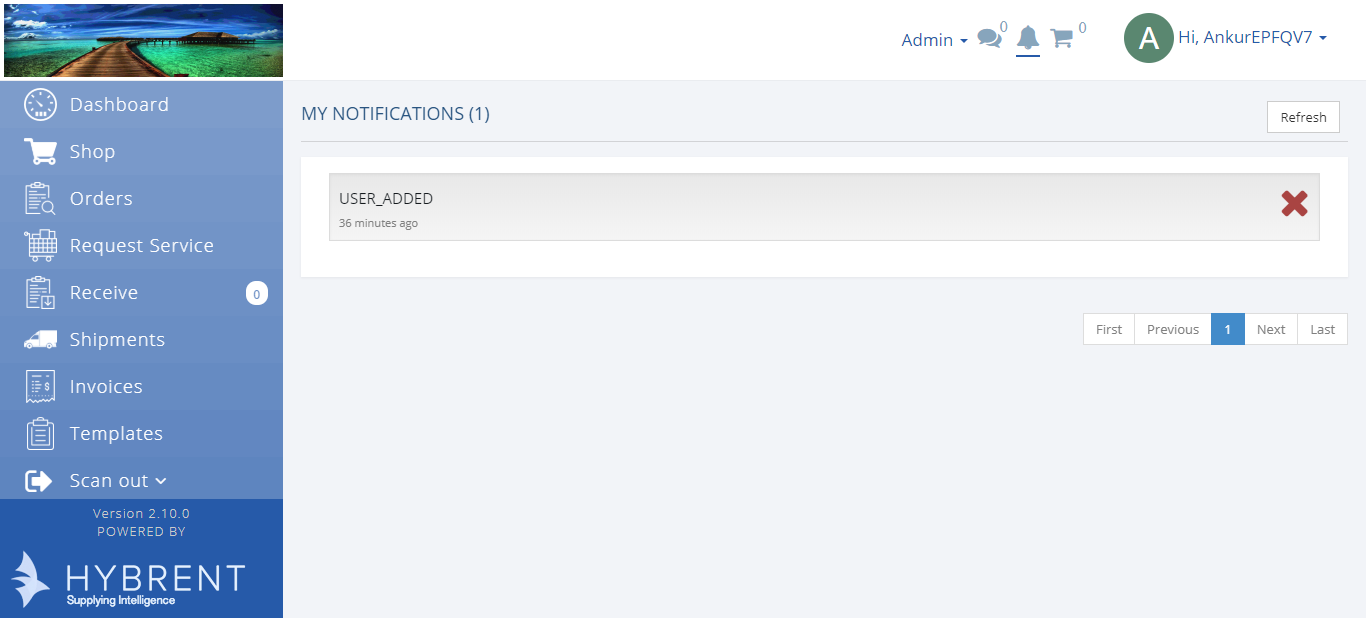 Admin
0
0
A
Hi, AnkurEPFQV7
Dashboard
Shop
Orders
Request Service
Receive
0
Shipments
Invoices
Templates
Scan out
Version 2.10.0
POWERED BY
HYBRENT
Supplying Intelligence
MY NOTIFICATIONS (1)
Refresh
USER_ADDED
36 minutes ago
First
Previous
1
Next
Last